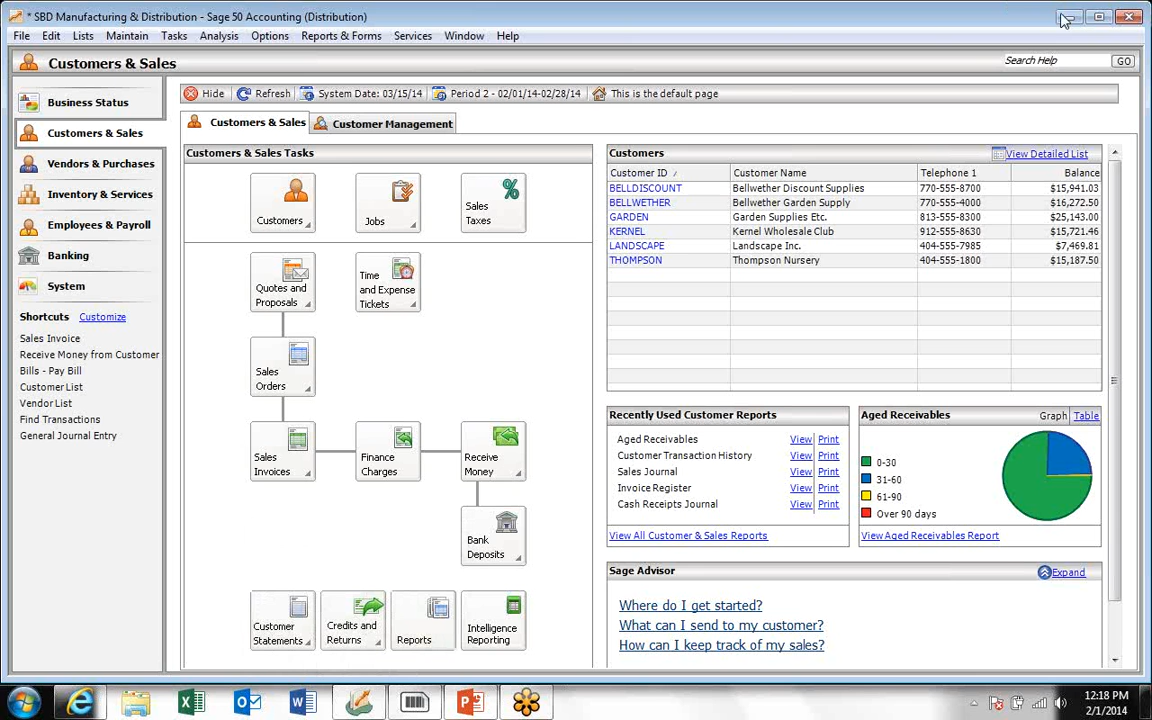 * SBD Manufacturing & Distribution - Sage 50 Accounting (Distribution)
File Edit Lists Maintain Tasks Analysis Options Reports & Forms Services Window Help
Customers & Sales
Search Help GO
Business Status
Customers & Sales
Vendors & Purchases
Inventory & Services
Employees & Payroll
Banking
System
Shortcuts Customize
Sales Invoice
Receive Money from Customer
Bills - Pay Bill
Customer List
Vendor List
Find Transactions
General Journal Entry
Hide Refresh System Date: 03/15/14 Period 2 - 02/01/14-02/28/14 This is the default page
Customers & Sales Customer Management
Customers & Sales Tasks
Customers
Jobs
Sales
Taxes
Quotes and
Proposals
Time
and Expense
Tickets
Sales
Orders
Sales
Invoices
Finance
Charges
Receive
Money
Bank
Deposits
Customer
Statements
Credits and
Returns
Reports
Intelligence
Reporting
Customers View Detailed List
Customer ID Customer Name Telephone 1 Balance
BELLDISCOUNT Bellwether Discount Supplies 770-555-8700 $15,941.03
BELLWETHER Bellwether Garden Supply 770-555-4000 $16,272.50
GARDEN Garden Supplies Etc. 813-555-8300 $25,143.00
KERNEL Kernel Wholesale Club 912-555-8630 $15,721.46
LANDSCAPE Landscape Inc. 404-555-7985 $7,469.81
THOMPSON Thompson Nursery 404-555-1800 $15,187.50
Recently Used Customer Reports
Aged Receivables View Print
Customer Transaction History View Print
Sales Journal View Print
Invoice Register View Print
Cash Receipts Journal View Print
View All Customer & Sales Reports
Aged Receivables Graph Table
0-30
31-60
61-90
Over 90 days
View Aged Receivables Report
Sage Advisor Expand
Where do I get started?
What can I send to my customer?
How can I keep track of my sales?
12:18 PM
2/1/2014